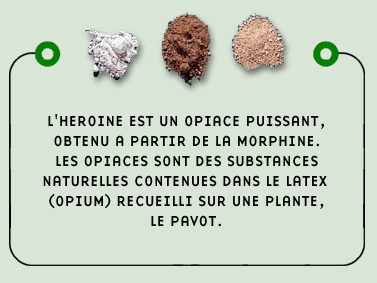 L'HEROINE EST UN OPIACE PUISSANT,
OBTENU A PARTIR DE LA MORPHINE.
LES OPIACES SONT DES SUBSTANCES
NATURELLES CONTENUES DANS LE LATEX
(OPIUM) RECUEILLI SUR UNE PLANTE,
LE PAVOT.